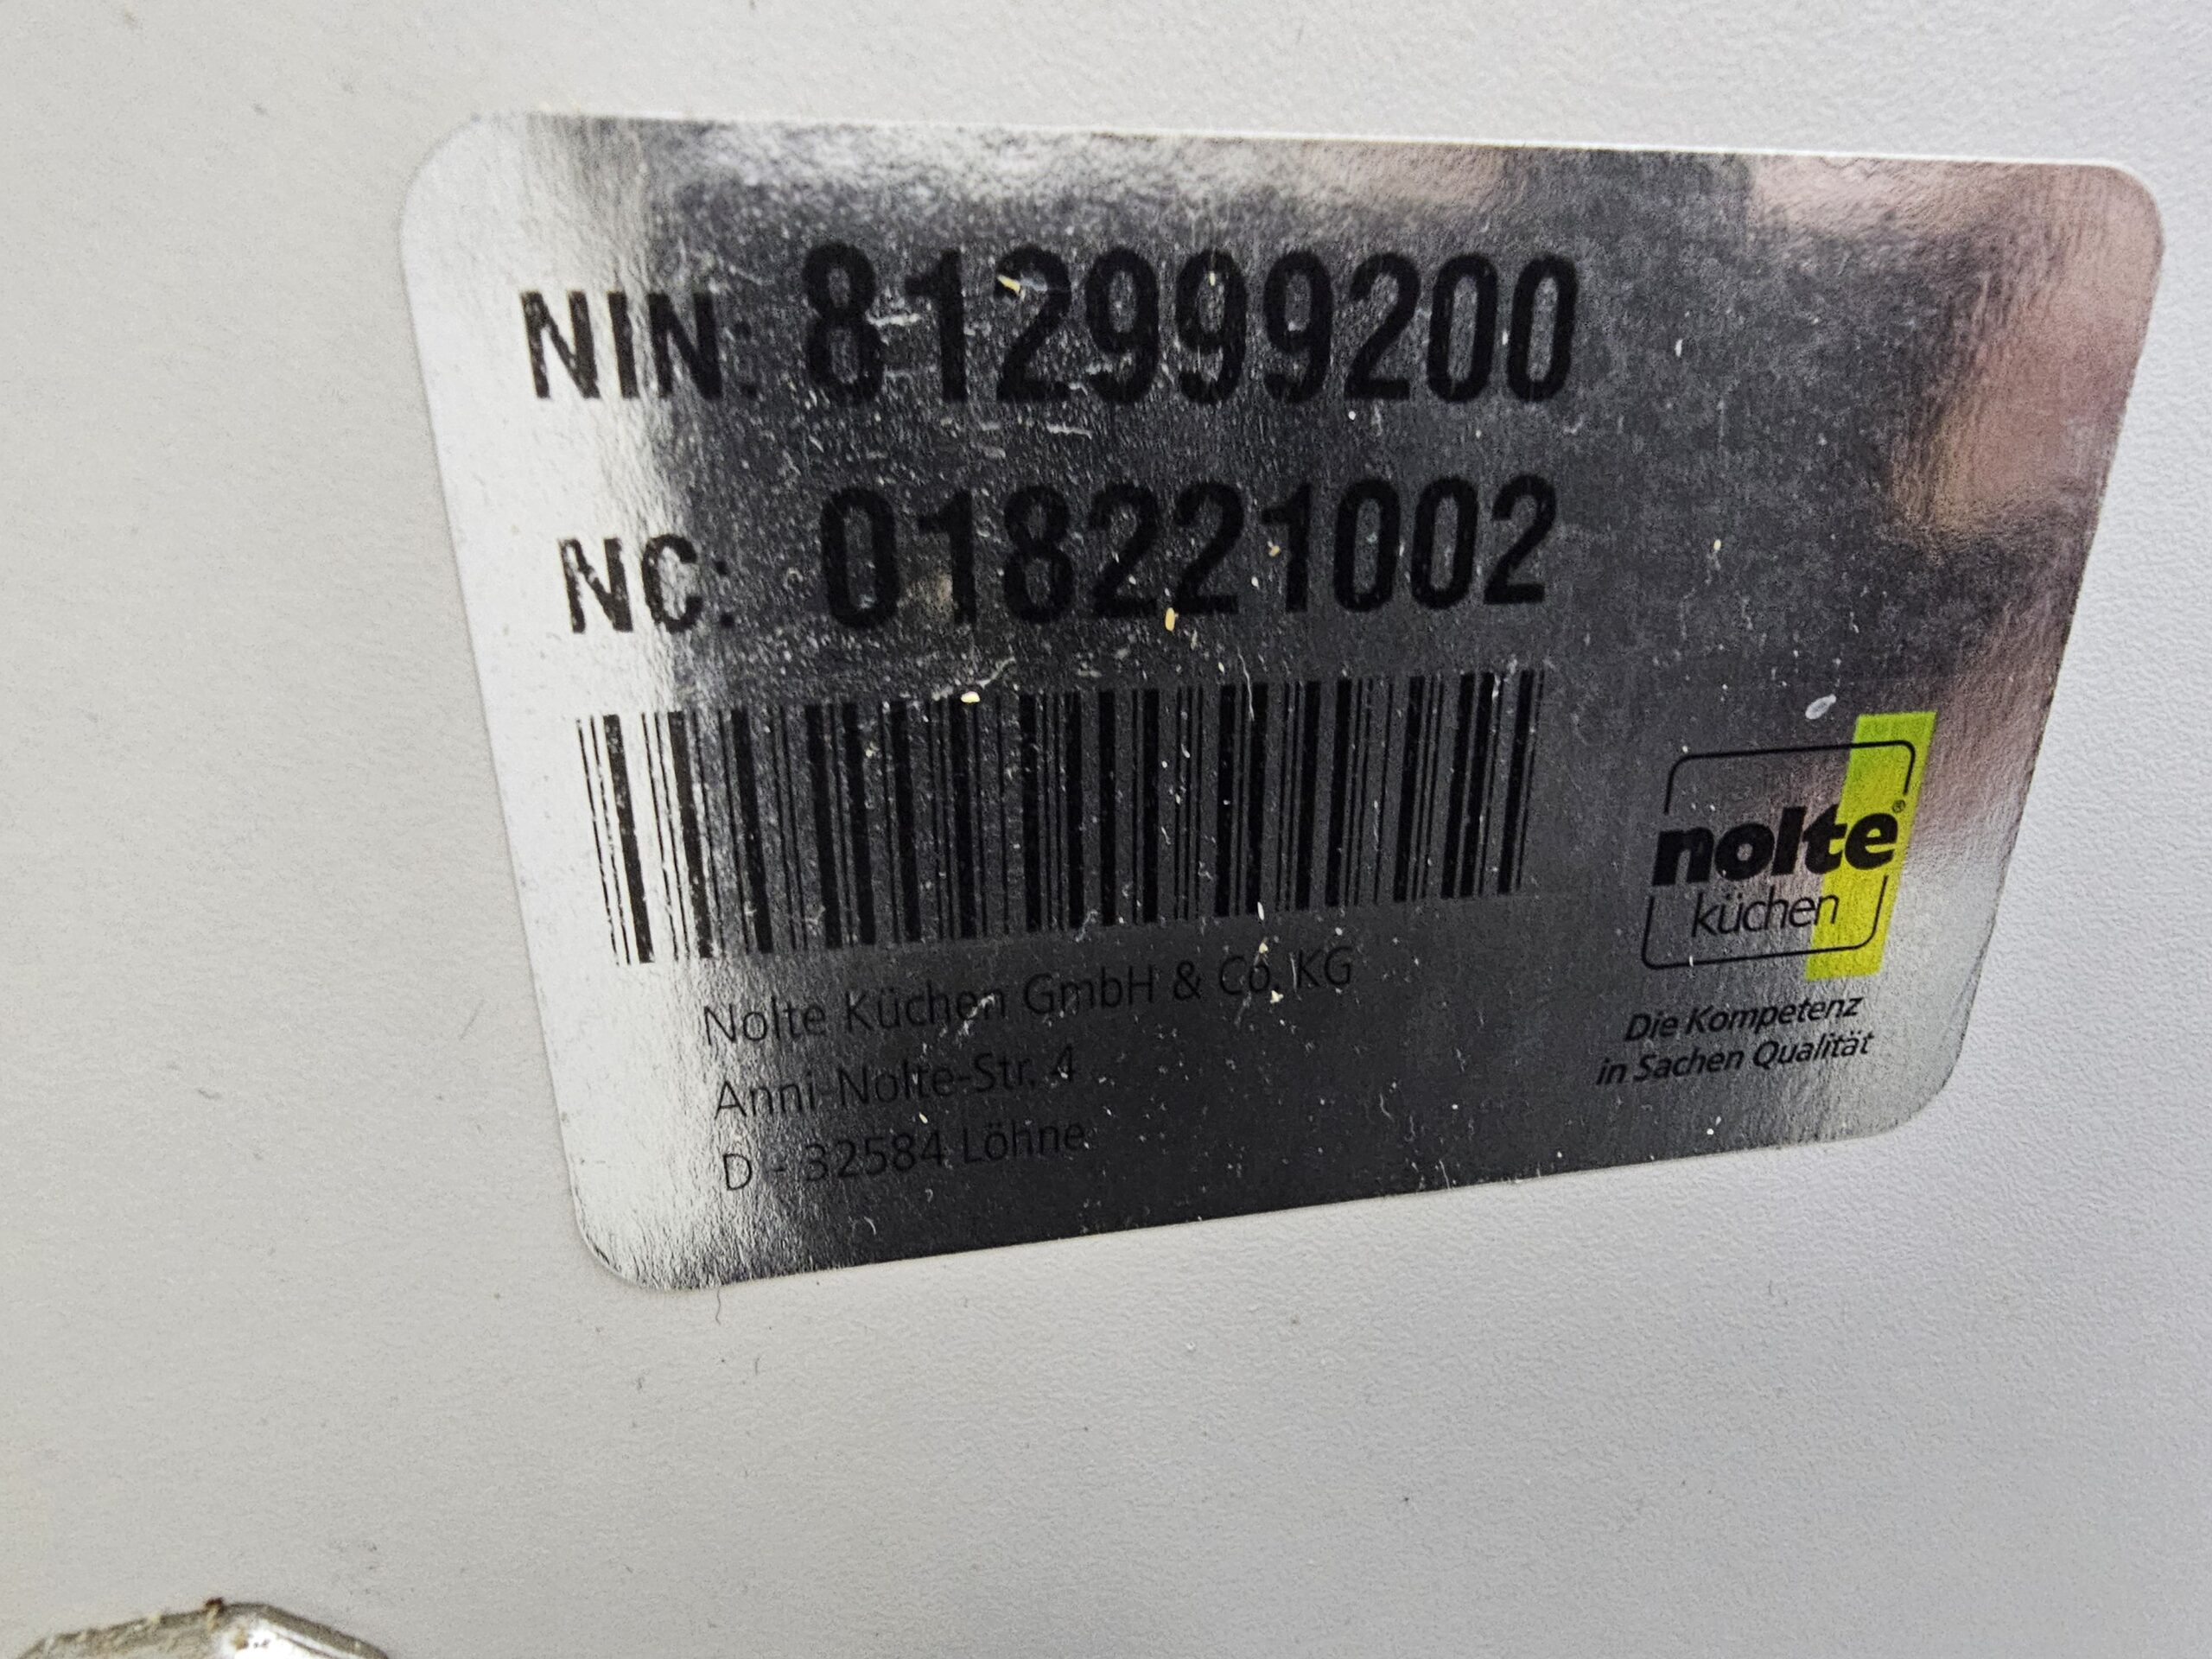 NIN: 812999200
NC: 018221002
nolte®
küchen
Die Kompetenz
in Sachen Qualität
Nolte Küchen GmbH & Co. KG
Anni-Nolte-Str. 4
D - 32584 Löhne